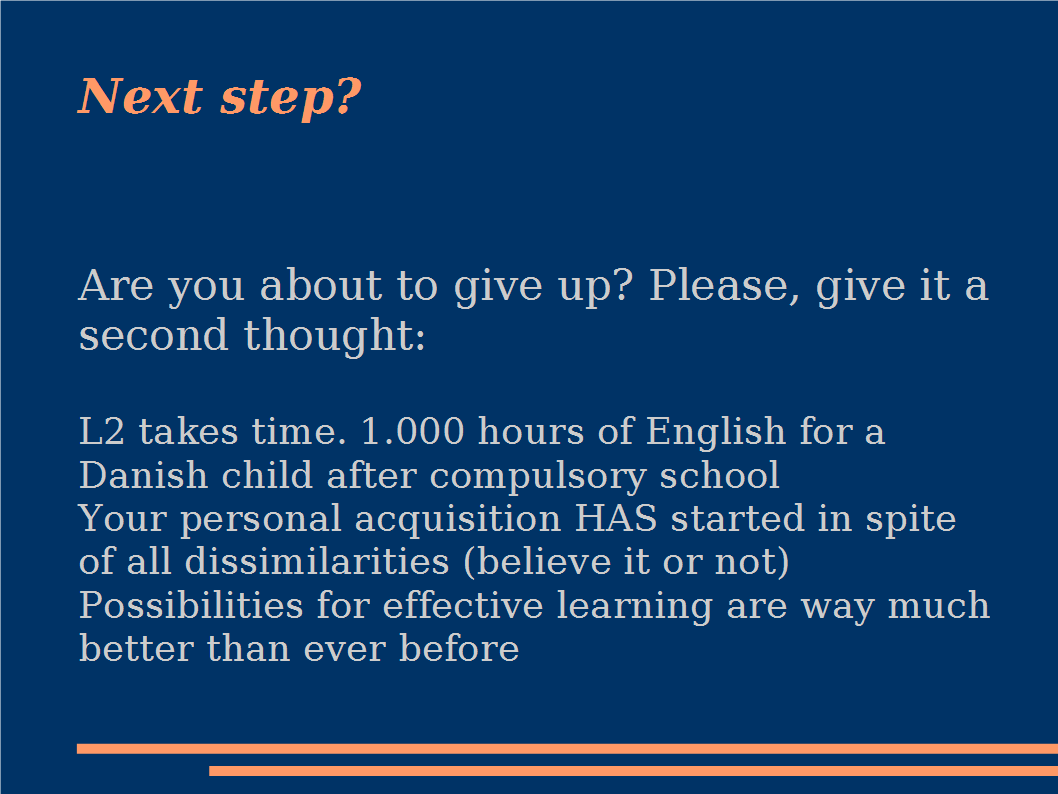 Next step?
Are you about to give up? Please, give it a
second thought:
L2 takes time. 1.000 hours of English for a
Danish child after compulsory school
Your personal acquisition HAS started in spite
of all dissimilarities (believe it or not)
Possibilities for effective learning are way much
better than ever before